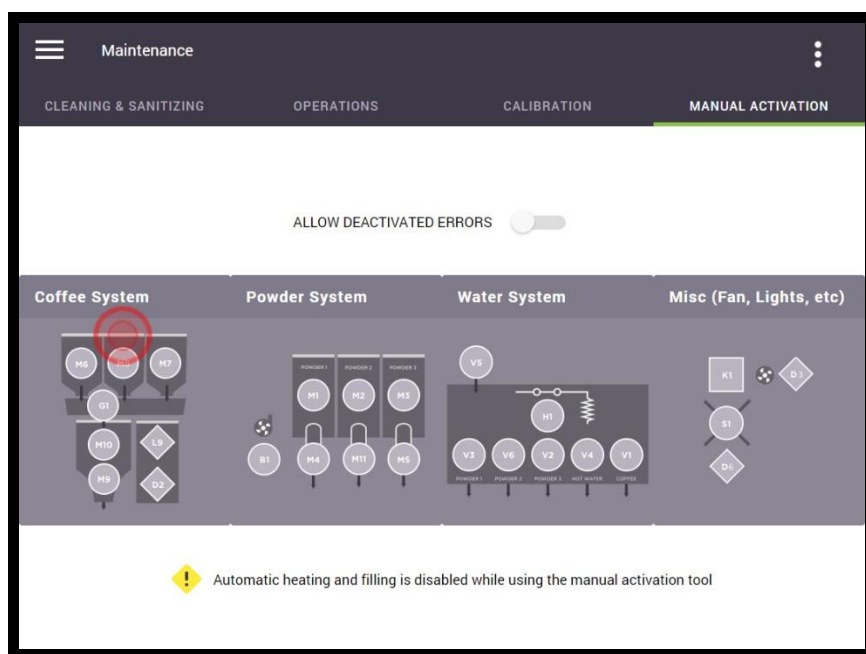 Maintenance
CLEANING & SANITIZING OPERATIONS CALIBRATION MANUAL ACTIVATION
ALLOW DEACTIVATED ERRORS
Coffee System Powder System Water System Misc (Fan, Lights, etc)
M6 M7
G1
M10 L9
M9 D2
POWDER 1 POWDER 2 POWDER 3
M1 M2 M3
B1 M4 M11 M5
V5
H1
V3 V6 V2 V4 V1
POWDER 1 POWDER 2 POWDER 3 HOT WATER COFFEE
K1 D3
S1
D6
! Automatic heating and filling is disabled while using the manual activation tool